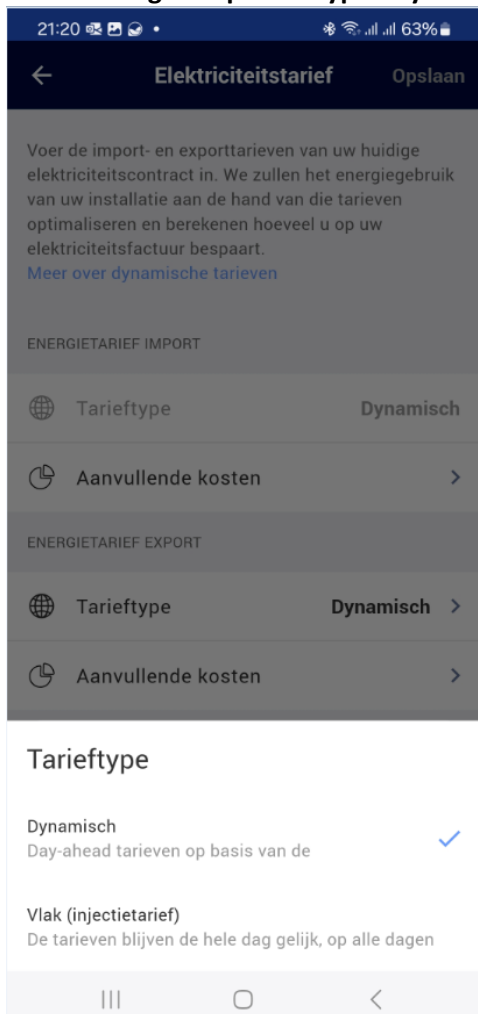 21:20 63%
Elektriciteitstarief Opslaan
Voer de import- en exporttarieven van uw huidige
elektriciteitscontract in. We zullen het energiegebruik
van uw installatie aan de hand van die tarieven
optimaliseren en berekenen hoeveel u op uw
elektriciteitsfactuur bespaart.
Meer over dynamische tarieven
ENERGIETARIEF IMPORT
Tarieftype Dynamisch
Aanvullende kosten
ENERGIETARIEF EXPORT
Tarieftype Dynamisch
Aanvullende kosten
Tarieftype
Dynamisch
Day-ahead tarieven op basis van de
Vlak (injectietarief)
De tarieven blijven de hele dag gelijk, op alle dagen